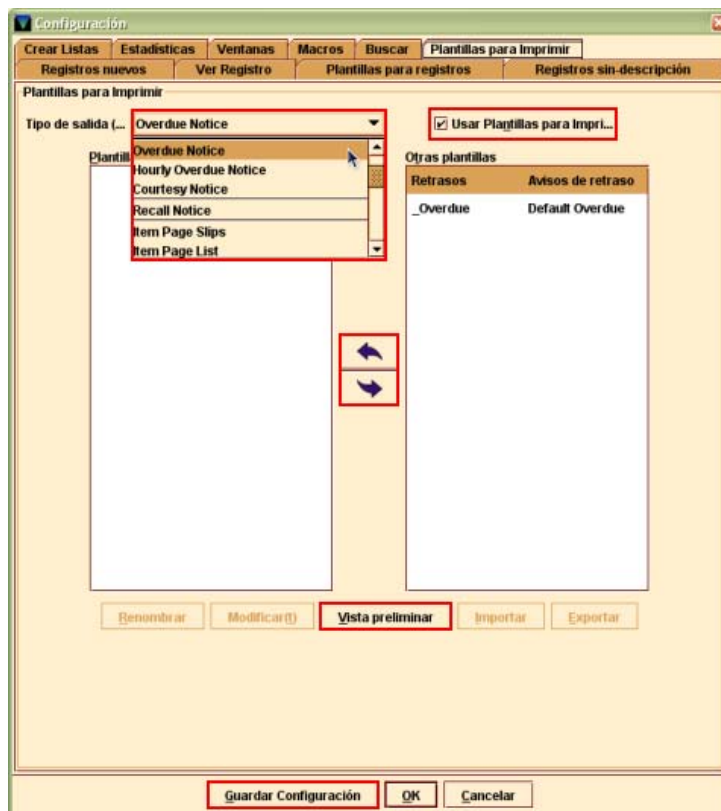 Configuración
Crear Listas Estadísticas Ventanas Macros Buscar Plantillas para Imprimir
Registros nuevos Ver Registro Plantillas para registros Registros sin-descripción
Plantillas para Imprimir
Tipo de salida (... Overdue Notice Usar Plantillas para Impri...
Overdue Notice
Hourly Overdue Notice
Courtesy Notice
Recall Notice
Item Page Slips
Item Page List
Plantill
Otras plantillas
Retrasos Avisos de retraso
_Overdue Default Overdue
Renombrar Modificar(t) Vista preliminar Importar Exportar
Guardar Configuración OK Cancelar